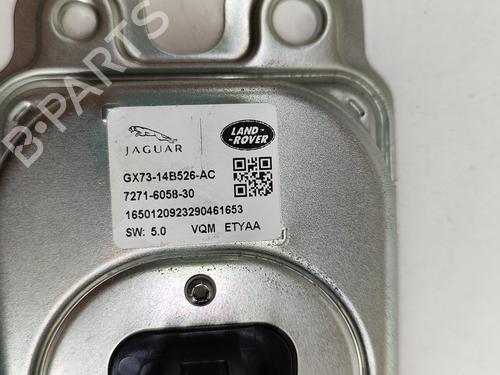 B-PARTS
JAGUAR
LAND-
ROVER
GX73-14B526-AC
7271-6058-30
1650120923290461653
SW: 5.0 VQM ETYAA